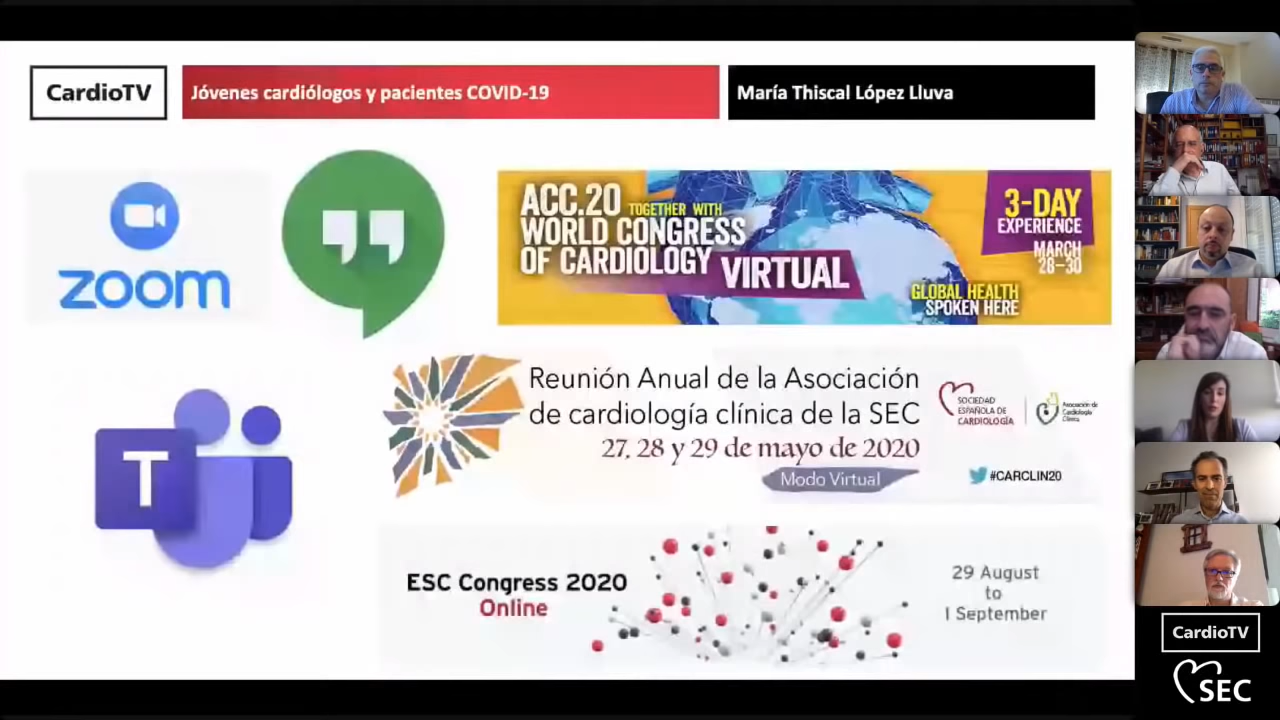 CardioTV
Jóvenes cardiólogos y pacientes COVID-19
María Thiscal López Lluva
zoom
ACC.20 TOGETHER WITH
WORLD CONGRESS
OF CARDIOLOGY VIRTUAL
3-DAY
EXPERIENCE
MARCH
28–30
GLOBAL HEALTH
SPOKEN HERE
T
Reunión Anual de la Asociación
de cardiología clínica de la SEC
27, 28 y 29 de mayo de 2020
Modo Virtual
SOCIEDAD
ESPAÑOLA DE
CARDIOLOGÍA
Asociación de
Cardiología
Clínica
#CARCLIN20
ESC Congress 2020
Online
29 August
to
1 September
CardioTV
SEC